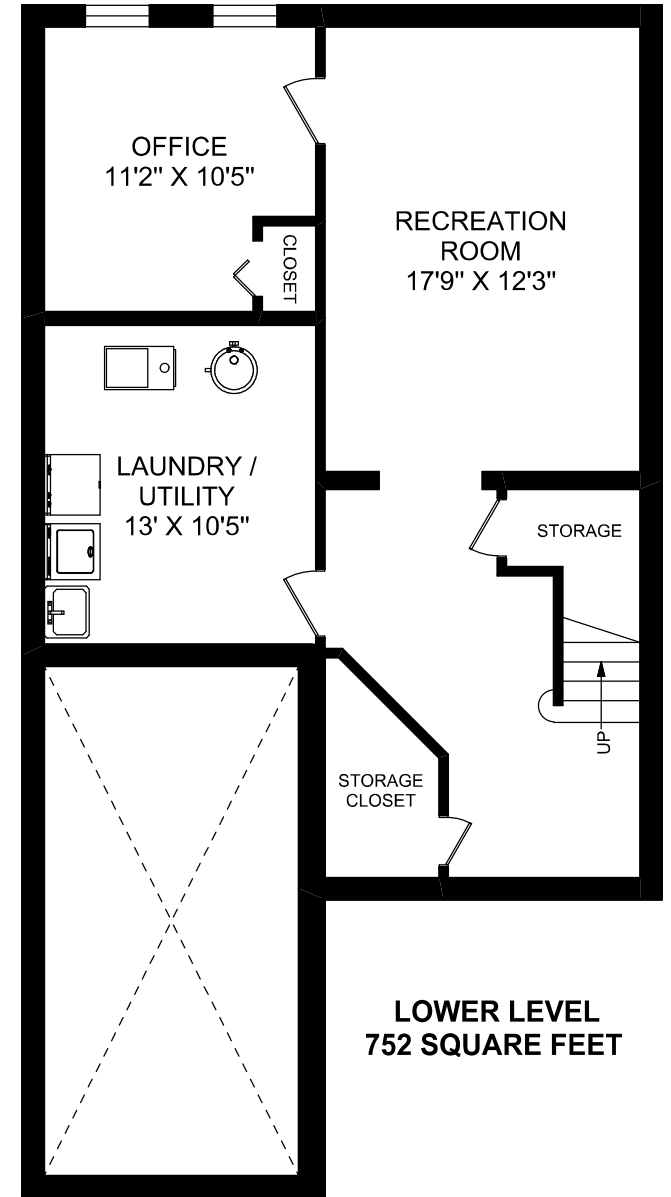 OFFICE
11'2" X 10'5"
CLOSET
RECREATION
ROOM
17'9" X 12'3"
LAUNDRY /
UTILITY
13' X 10'5"
STORAGE
UP
STORAGE
CLOSET
LOWER LEVEL
752 SQUARE FEET